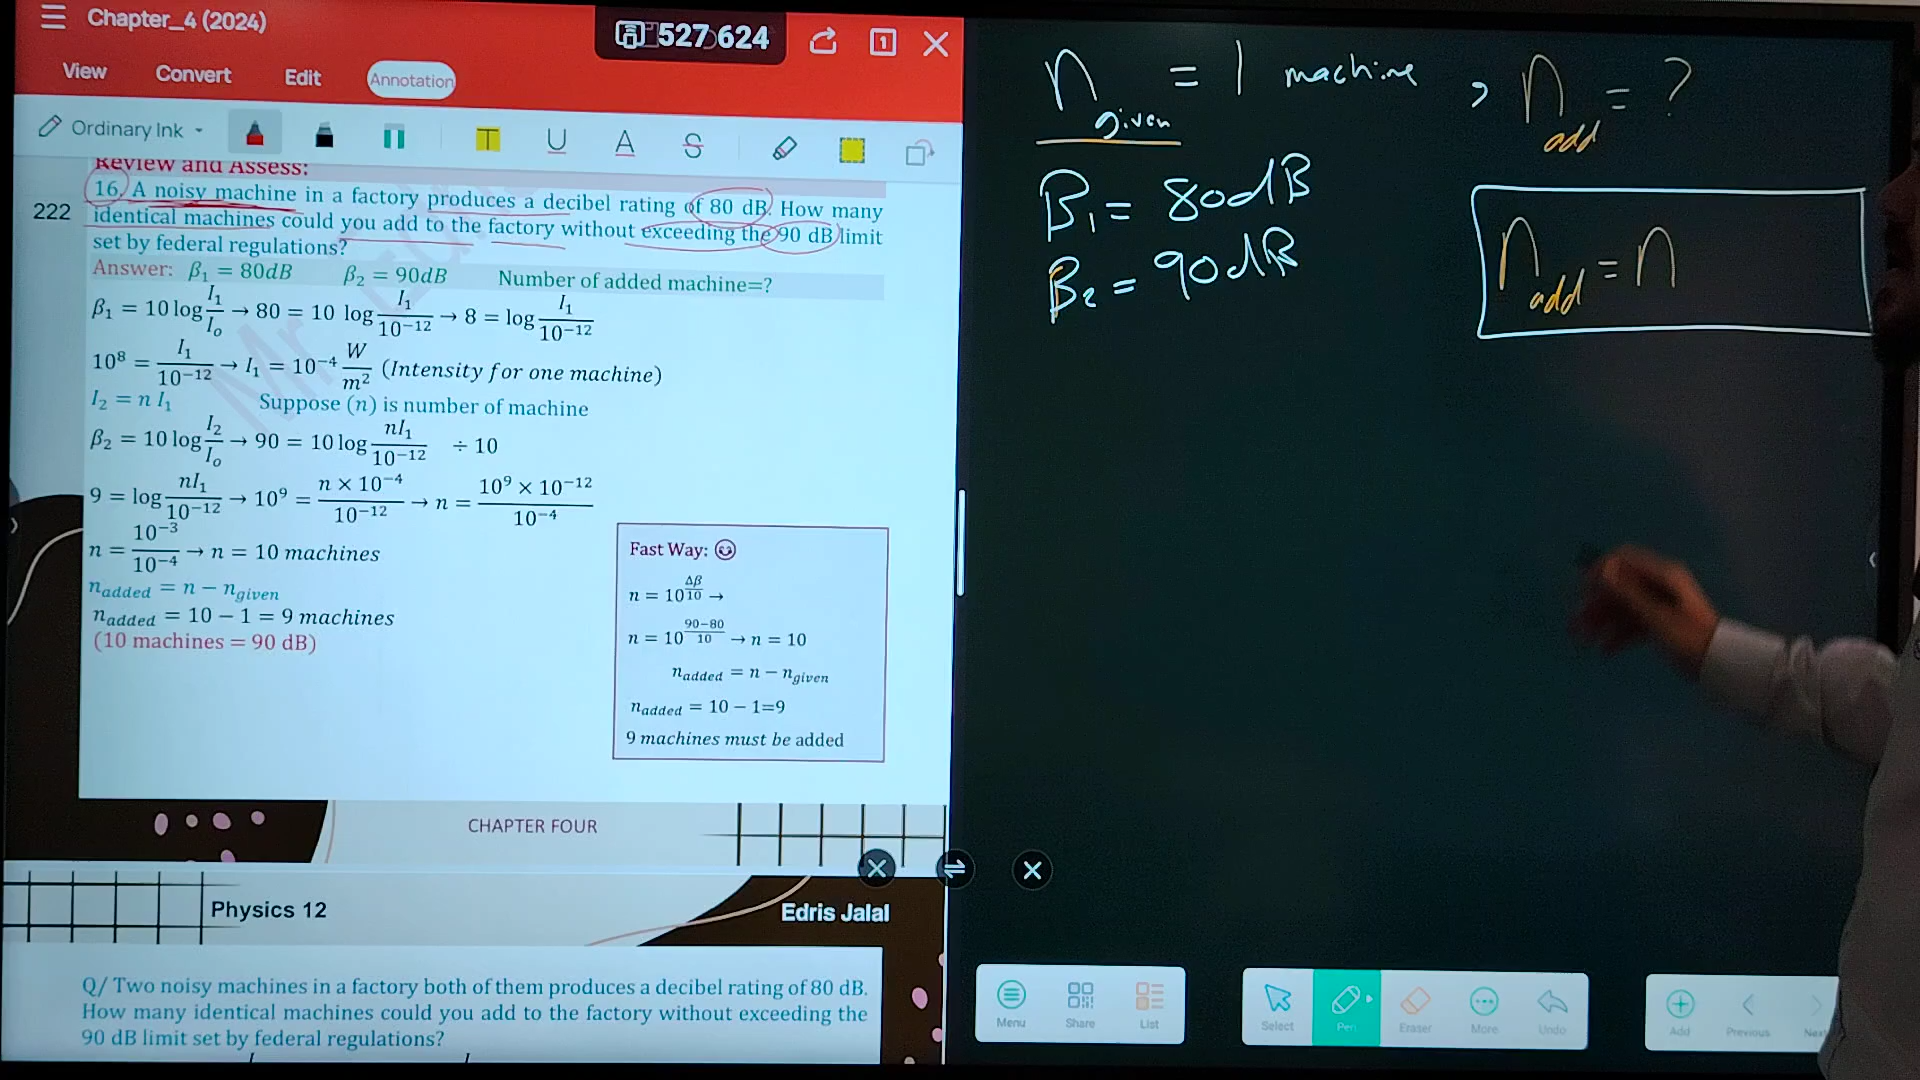 Chapter_4 (2024)
527 624
View Convert Edit Annotation
Ordinary Ink
T U A S
Review and Assess:
222
16. A noisy machine in a factory produces a decibel rating of 80 dB. How many
identical machines could you add to the factory without exceeding the 90 dB limit
set by federal regulations?
Answer: β₁ = 80dB β₂ = 90dB Number of added machine=?
β₁ = 10 log I₁/Iₒ → 80 = 10 log I₁/10⁻¹² → 8 = log I₁/10⁻¹²
10⁸ = I₁/10⁻¹² → I₁ = 10⁻⁴ W/m² (Intensity for one machine)
I₂ = n I₁ Suppose (n) is number of machine
β₂ = 10 log I₂/Iₒ → 90 = 10 log nI₁/10⁻¹² ÷ 10
9 = log nI₁/10⁻¹² → 10⁹ = n × 10⁻⁴/10⁻¹² → n = 10⁹ × 10⁻¹²/10⁻⁴
n = 10⁻³/10⁻⁴ → n = 10 machines
n_added = n − n_given
n_added = 10 − 1 = 9 machines
(10 machines = 90 dB)
Fast Way:
n = 10^(Δβ/10) →
n = 10^((90−80)/10) → n = 10
n_added = n − n_given
n_added = 10 − 1=9
9 machines must be added
CHAPTER FOUR
Physics 12
Edris Jalal
Q/ Two noisy machines in a factory both of them produces a decibel rating of 80 dB.
How many identical machines could you add to the factory without exceeding the
90 dB limit set by federal regulations?
n given = 1 machine , n add = ?
β₁ = 80dB
β₂ = 90dB
n add = n
Menu Share List
Select Pen Eraser More Undo
Add Previous